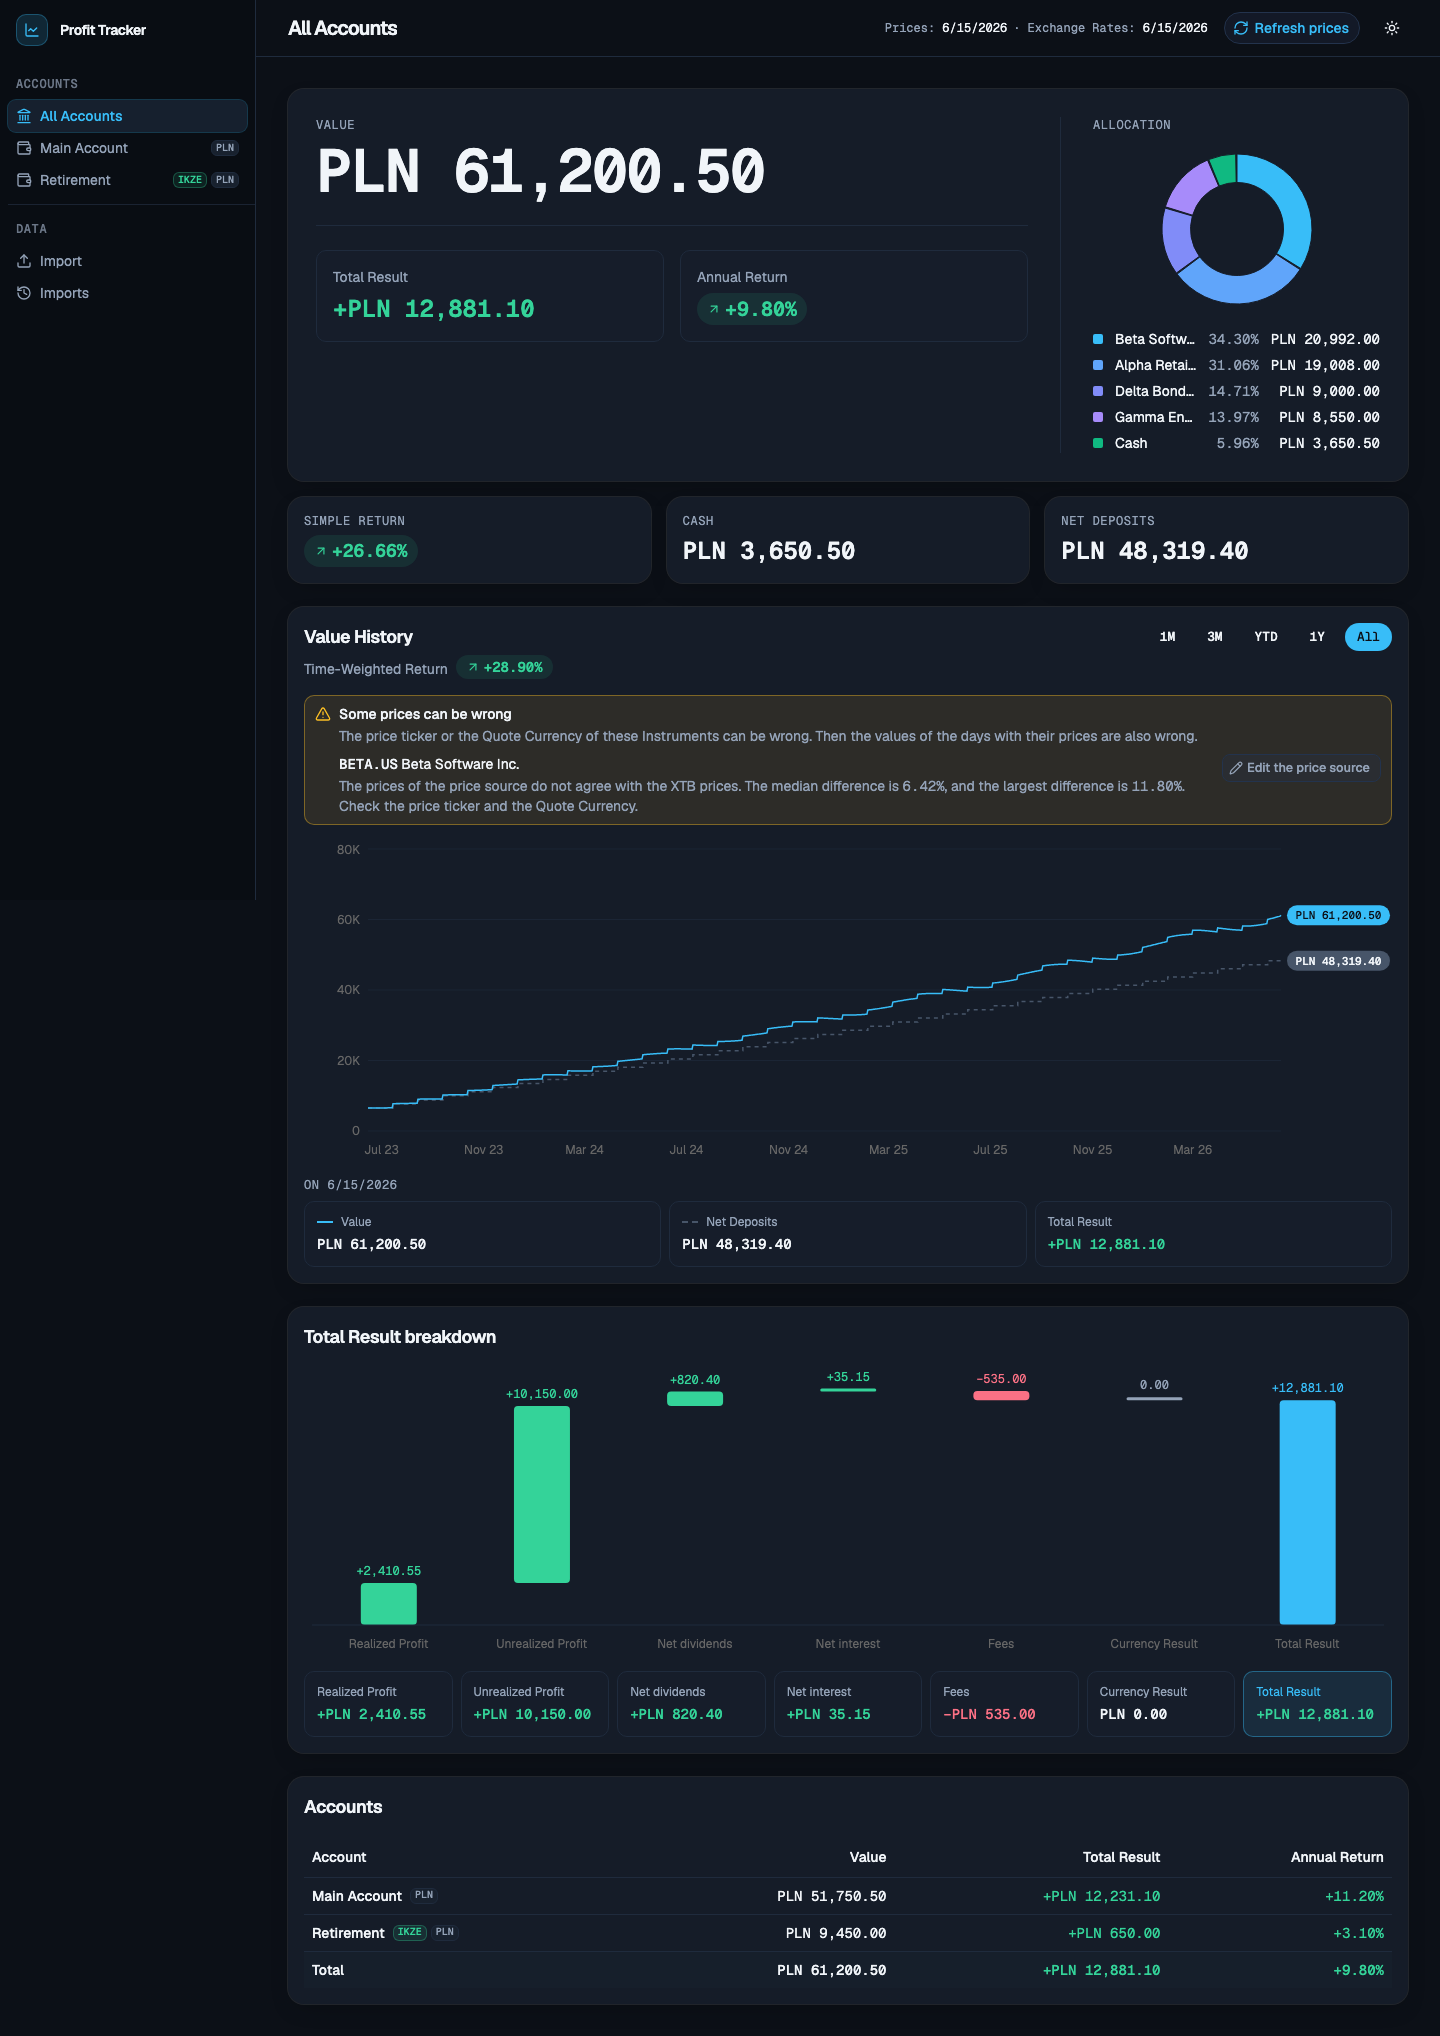 Profit Tracker
ACCOUNTS
All Accounts
Main Account PLN
Retirement IKZE PLN
DATA
Import
Imports
All Accounts
Prices: 6/15/2026 · Exchange Rates: 6/15/2026
Refresh prices
VALUE
PLN 61,200.50
Total Result
+PLN 12,881.10
Annual Return
+9.80%
ALLOCATION
Beta Softw… 34.30% PLN 20,992.00
Alpha Retai… 31.06% PLN 19,008.00
Delta Bond… 14.71% PLN 9,000.00
Gamma En… 13.97% PLN 8,550.00
Cash 5.96% PLN 3,650.50
SIMPLE RETURN
+26.66%
CASH
PLN 3,650.50
NET DEPOSITS
PLN 48,319.40
Value History
1M 3M YTD 1Y All
Time-Weighted Return +28.90%
Some prices can be wrong
The price ticker or the Quote Currency of these Instruments can be wrong. Then the values of the days with their prices are also wrong.
BETA.US Beta Software Inc.
The prices of the price source do not agree with the XTB prices. The median difference is 6.42%, and the largest difference is 11.80%.
Check the price ticker and the Quote Currency.
Edit the price source
80K
60K
40K
20K
0
PLN 61,200.50
PLN 48,319.40
Jul 23 Nov 23 Mar 24 Jul 24 Nov 24 Mar 25 Jul 25 Nov 25 Mar 26
ON 6/15/2026
Value
PLN 61,200.50
Net Deposits
PLN 48,319.40
Total Result
+PLN 12,881.10
Total Result breakdown
+2,410.55
+10,150.00
+820.40
+35.15
−535.00
0.00
+12,881.10
Realized Profit Unrealized Profit Net dividends Net interest Fees Currency Result Total Result
Realized Profit
+PLN 2,410.55
Unrealized Profit
+PLN 10,150.00
Net dividends
+PLN 820.40
Net interest
+PLN 35.15
Fees
−PLN 535.00
Currency Result
PLN 0.00
Total Result
+PLN 12,881.10
Accounts
Account Value Total Result Annual Return
Main Account PLN PLN 51,750.50 +PLN 12,231.10 +11.20%
Retirement IKZE PLN PLN 9,450.00 +PLN 650.00 +3.10%
Total PLN 61,200.50 +PLN 12,881.10 +9.80%